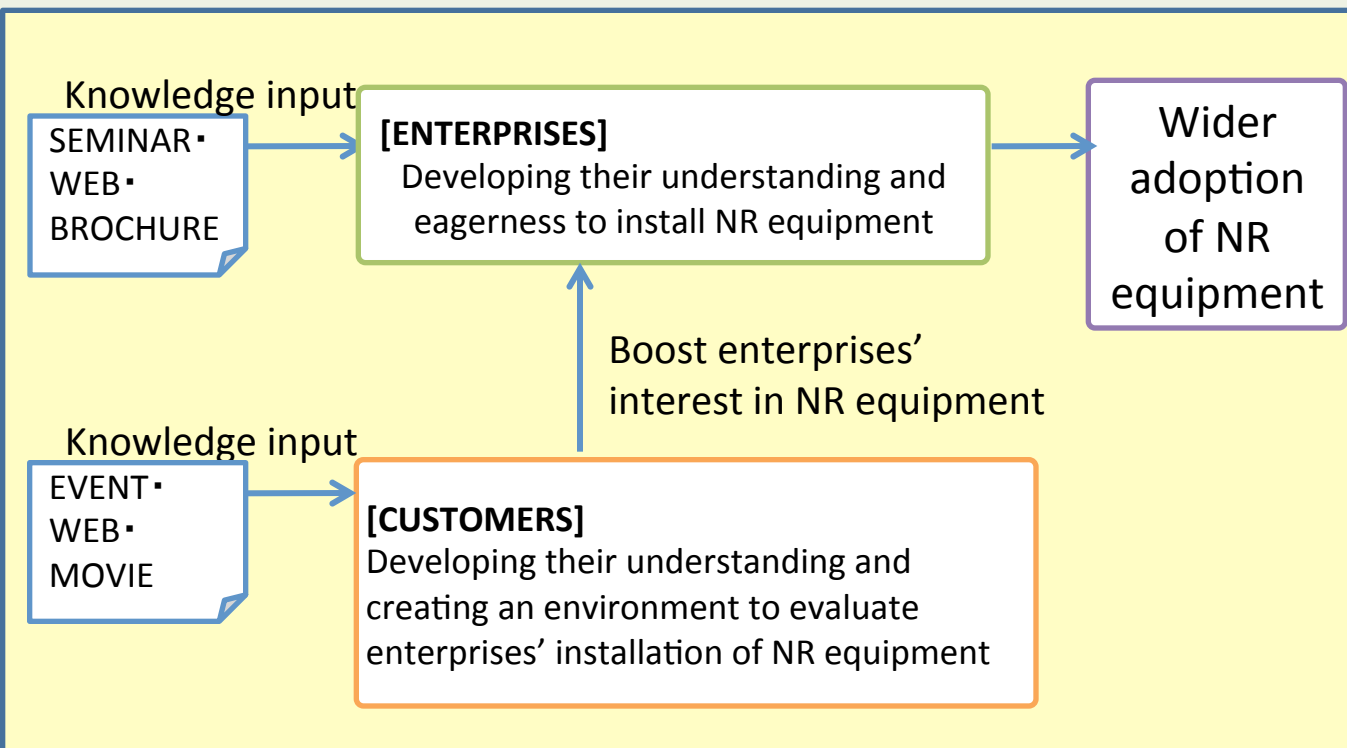 Knowledge input
SEMINAR･
WEB･
BROCHURE
[ENTERPRISES]
Developing their understanding and
eagerness to install NR equipment
Wider
adoption
of NR
equipment
Boost enterprises’
interest in NR equipment
Knowledge input
EVENT･
WEB･
MOVIE
[CUSTOMERS]
Developing their understanding and
creating an environment to evaluate
enterprises’ installation of NR equipment